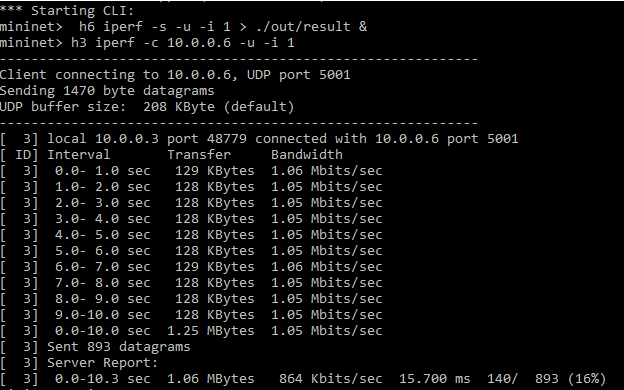 *** Starting CLI:
mininet>  h6 iperf -s -u -i 1 > ./out/result &
mininet> h3 iperf -c 10.0.0.6 -u -i 1
------------------------------------------------------------
Client connecting to 10.0.0.6, UDP port 5001
Sending 1470 byte datagrams
UDP buffer size:  208 KByte (default)
------------------------------------------------------------
[  3] local 10.0.0.3 port 48779 connected with 10.0.0.6 port 5001
[ ID] Interval       Transfer     Bandwidth
[  3]  0.0- 1.0 sec   129 KBytes  1.06 Mbits/sec
[  3]  1.0- 2.0 sec   128 KBytes  1.05 Mbits/sec
[  3]  2.0- 3.0 sec   128 KBytes  1.05 Mbits/sec
[  3]  3.0- 4.0 sec   128 KBytes  1.05 Mbits/sec
[  3]  4.0- 5.0 sec   128 KBytes  1.05 Mbits/sec
[  3]  5.0- 6.0 sec   128 KBytes  1.05 Mbits/sec
[  3]  6.0- 7.0 sec   129 KBytes  1.06 Mbits/sec
[  3]  7.0- 8.0 sec   128 KBytes  1.05 Mbits/sec
[  3]  8.0- 9.0 sec   128 KBytes  1.05 Mbits/sec
[  3]  9.0-10.0 sec   128 KBytes  1.05 Mbits/sec
[  3]  0.0-10.0 sec  1.25 MBytes  1.05 Mbits/sec
[  3] Sent 893 datagrams
[  3] Server Report:
[  3]  0.0-10.3 sec  1.06 MBytes   864 Kbits/sec  15.700 ms  140/  893 (16%)